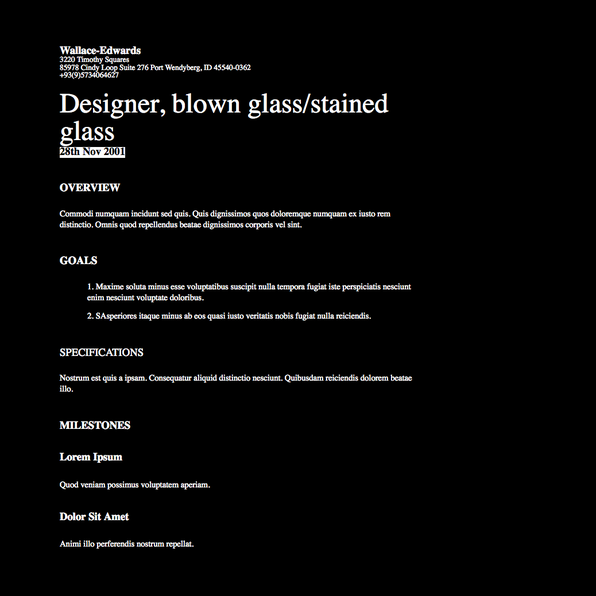 Wallace-Edwards
3220 Timothy Squares
85978 Cindy Loop Suite 276 Port Wendyberg, ID 45540-0362
+93(9)5734064627
Designer, blown glass/stained
glass
28th Nov 2001
OVERVIEW
Commodi numquam incidunt sed quis. Quis dignissimos quos doloremque numquam ex iusto rem
distinctio. Omnis quod repellendus beatae dignissimos corporis vel sint.
GOALS
1. Maxime soluta minus esse voluptatibus suscipit nulla tempora fugiat iste perspiciatis nesciunt
enim nesciunt voluptate doloribus.
2. SAsperiores itaque minus ab eos quasi iusto veritatis nobis fugiat nulla reiciendis.
SPECIFICATIONS
Nostrum est quis a ipsam. Consequatur aliquid distinctio nesciunt. Quibusdam reiciendis dolorem beatae
illo.
MILESTONES
Lorem Ipsum
Quod veniam possimus voluptatem aperiam.
Dolor Sit Amet
Animi illo perferendis nostrum repellat.